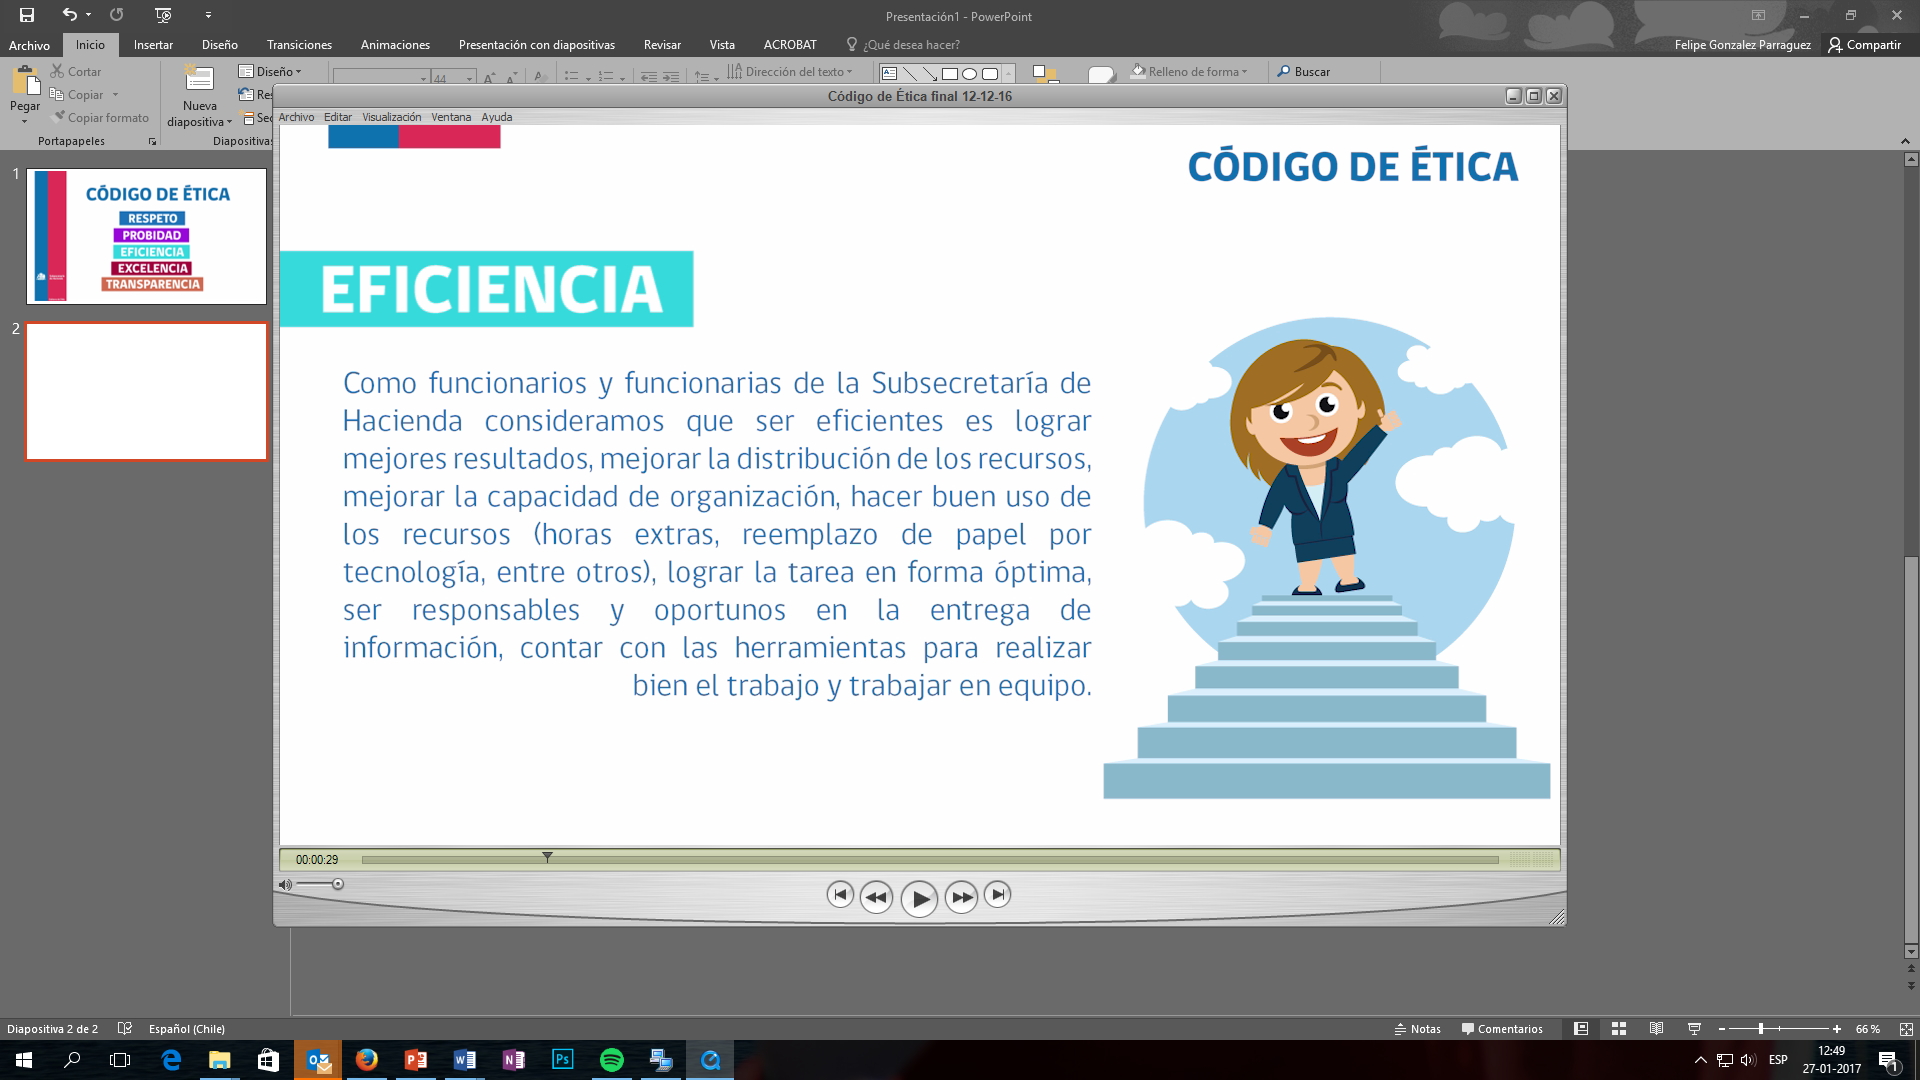 Presentación1 - PowerPoint
Archivo Inicio Insertar Diseño Transiciones Animaciones Presentación con diapositivas Revisar Vista ACROBAT ¿Qué desea hacer? Felipe Gonzalez Parraguez Compartir
Pegar
Cortar
Copiar
Copiar formato
Portapapeles
Nueva
diapositiva
Diseño
Diapositivas
44
Dirección del texto
Relleno de forma
Buscar
Código de Ética final 12-12-16
Archivo Editar Visualización Ventana Ayuda
1
CÓDIGO DE ÉTICA
RESPETO
PROBIDAD
EFICIENCIA
EXCELENCIA
TRANSPARENCIA
2
CÓDIGO DE ÉTICA
EFICIENCIA
Como funcionarios y funcionarias de la Subsecretaría de
Hacienda consideramos que ser eficientes es lograr
mejores resultados, mejorar la distribución de los recursos,
mejorar la capacidad de organización, hacer buen uso de
los recursos (horas extras, reemplazo de papel por
tecnología, entre otros), lograr la tarea en forma óptima,
ser responsables y oportunos en la entrega de
información, contar con las herramientas para realizar
bien el trabajo y trabajar en equipo.
00:00:29
Diapositiva 2 de 2 Español (Chile) Notas Comentarios 66 %
ESP
12:49
27-01-2017
1